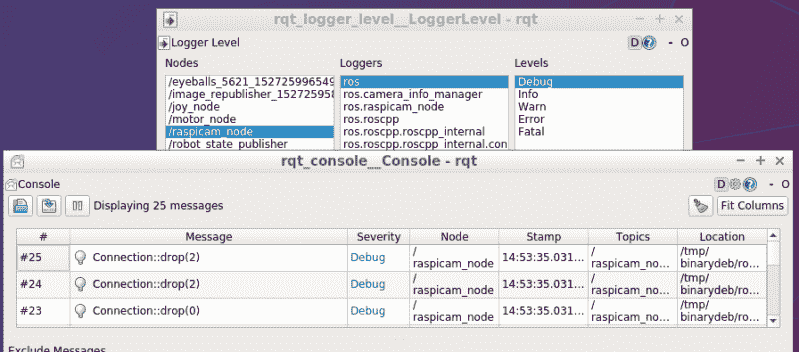 rqt_logger_level__LoggerLevel - rqt
Logger Level
D - O
Nodes Loggers Levels
/eyeballs_5621_152725996549 ros Debug
/image_republisher_152725958 ros.camera_info_manager Info
/joy_node ros.raspicam_node Warn
/motor_node ros.roscpp Error
/raspicam_node ros.roscpp.roscpp_internal Fatal
/robot_state_publisher ros.roscpp.roscpp_internal.con
rqt_console__Console - rqt
Console
D - O
Displaying 25 messages
Fit Columns
# Message Severity Node Stamp Topics Location
#25 Connection::drop(2) Debug / raspicam_node 14:53:35.031... / raspicam_no... /tmp/ binarydeb/ro...
#24 Connection::drop(2) Debug / raspicam_node 14:53:35.031... / raspicam_no... /tmp/ binarydeb/ro...
#23 Connection::drop(0) Debug / raspicam_node 14:53:35.031... / raspicam_no... /tmp/ binarydeb/ro...
Exclude Messages